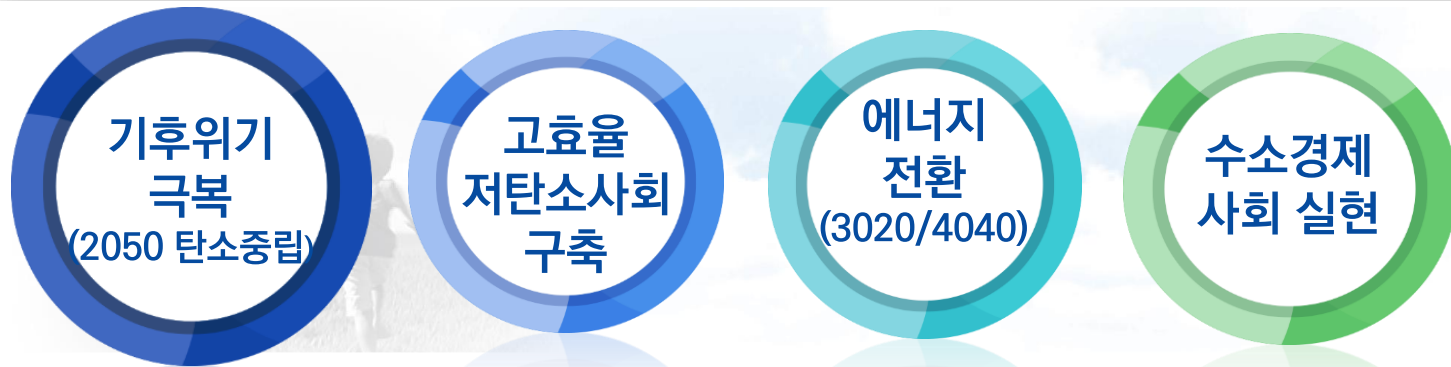 기후위기
극복
(2050 탄소중립)
고효율
저탄소사회
구축
에너지
전환
(3020/4040)
수소경제
사회 실현